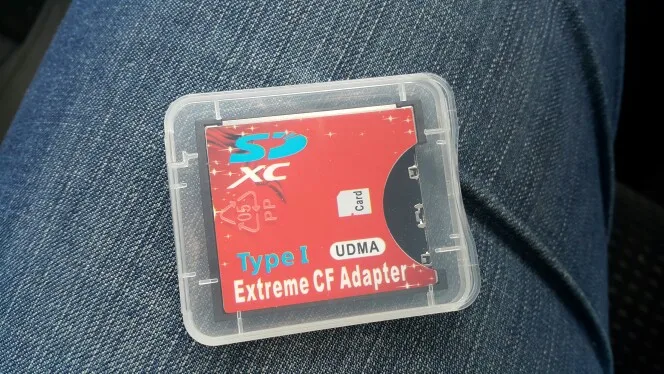 SD
XC
05
PP
Card
UDMA
Type I
Extreme CF Adapter